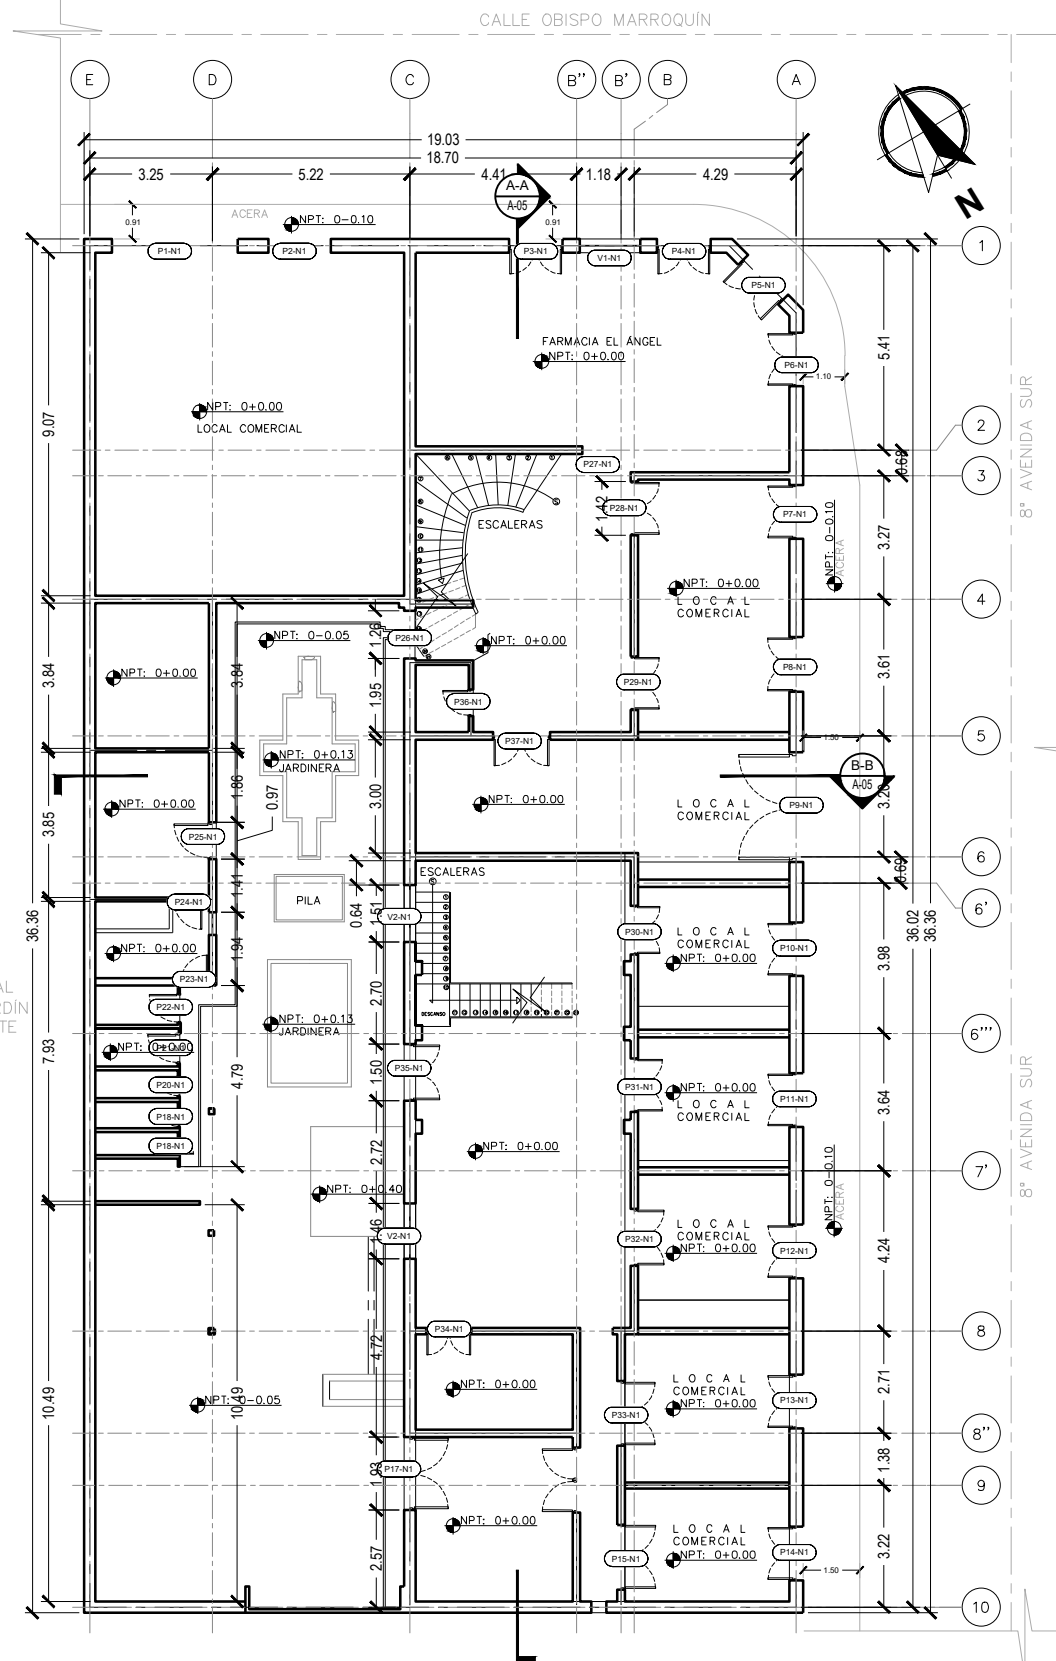 CALLE OBISPO MARROQUÍN
E
D
C
B''
B'
B
A
19.03
18.70
3.25
5.22
4.41
1.18
4.29
N
A-A
A-05
ACERA
NPT: 0-0.10
0.91
0.91
P1-N1
P2-N1
P3-N1
V1-N1
P4-N1
P5-N1
1
FARMACIA EL ÁNGEL
NPT: 0+0.00
P6-N1
1.10
5.41
NPT: 0+0.00
LOCAL COMERCIAL
9.07
8ª AVENIDA SUR
2
0.68
3
P27-N1
P28-N1
1.42
P7-N1
ESCALERAS
NPT: 0-0.10
ACERA
3.27
NPT: 0+0.00
LOCAL
COMERCIAL
4
NPT: 0-0.05
P26-N1
1.26
NPT: 0+0.00
3.84
NPT: 0+0.00
3.84
1.95
P29-N1
P8-N1
3.61
P36-N1
5
P37-N1
1.50
NPT: 0+0.13
JARDINERA
B-B
A-05
1.86
0.97
3.00
NPT: 0+0.00
NPT: 0+0.00
LOCAL
COMERCIAL
P9-N1
3.85
P25-N1
6
0.69
1.41
ESCALERAS
P24-N1
PILA
0.64
1.51
V2-N1
6'
36.36
36.02
36.36
NPT: 0+0.00
1.94
P30-N1
LOCAL
COMERCIAL
NPT: 0+0.00
P10-N1
3.98
P23-N1
2.70
P22-N1
DESCANSO
NPT: 0+0.13
JARDINERA
6'''
7.93
NPT: 0+0.00
4.79
1.50
P35-N1
P20-N1
P31-N1
NPT: 0+0.00
LOCAL
COMERCIAL
P11-N1
3.64
8ª AVENIDA SUR
P18-N1
P18-N1
2.72
NPT: 0+0.00
7'
NPT: 0+0.40
NPT: 0-0.10
ACERA
V2-N1
1.46
P32-N1
LOCAL
COMERCIAL
NPT: 0+0.00
P12-N1
4.24
8
P34-N1
4.72
10.49
NPT: 0-0.05
10.49
NPT: 0+0.00
LOCAL
COMERCIAL
NPT: 0+0.00
P33-N1
P13-N1
2.71
8''
P17-N1
1.93
1.38
9
NPT: 0+0.00
LOCAL
COMERCIAL
NPT: 0+0.00
P15-N1
P14-N1
1.50
2.57
3.22
10